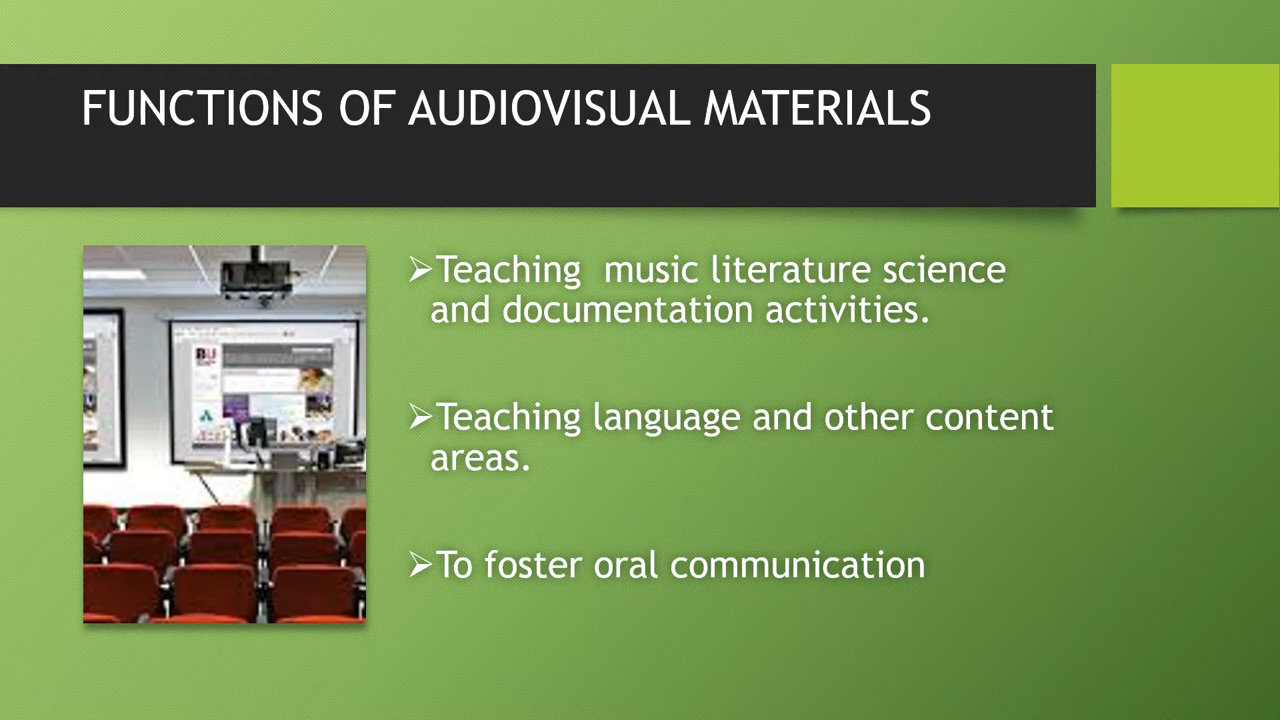 FUNCTIONS OF AUDIOVISUAL MATERIALS
BU
➢Teaching  music literature science
and documentation activities.
➢Teaching language and other content
areas.
➢To foster oral communication